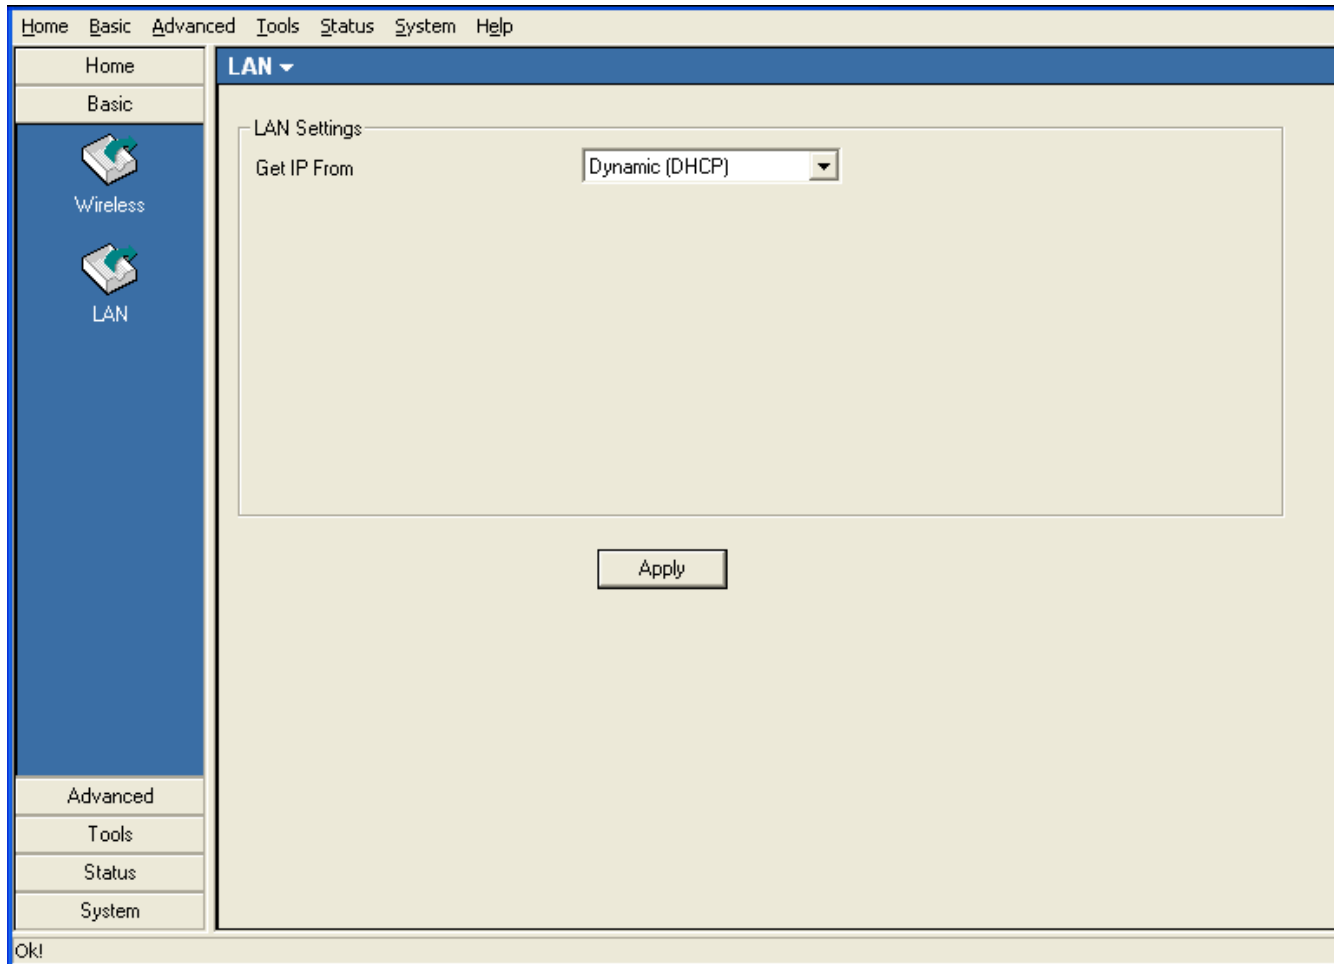 Home Basic Advanced Tools Status System Help
Home
Basic
Wireless
LAN
Advanced
Tools
Status
System
LAN
LAN Settings
Get IP From Dynamic (DHCP)
Apply
Ok!